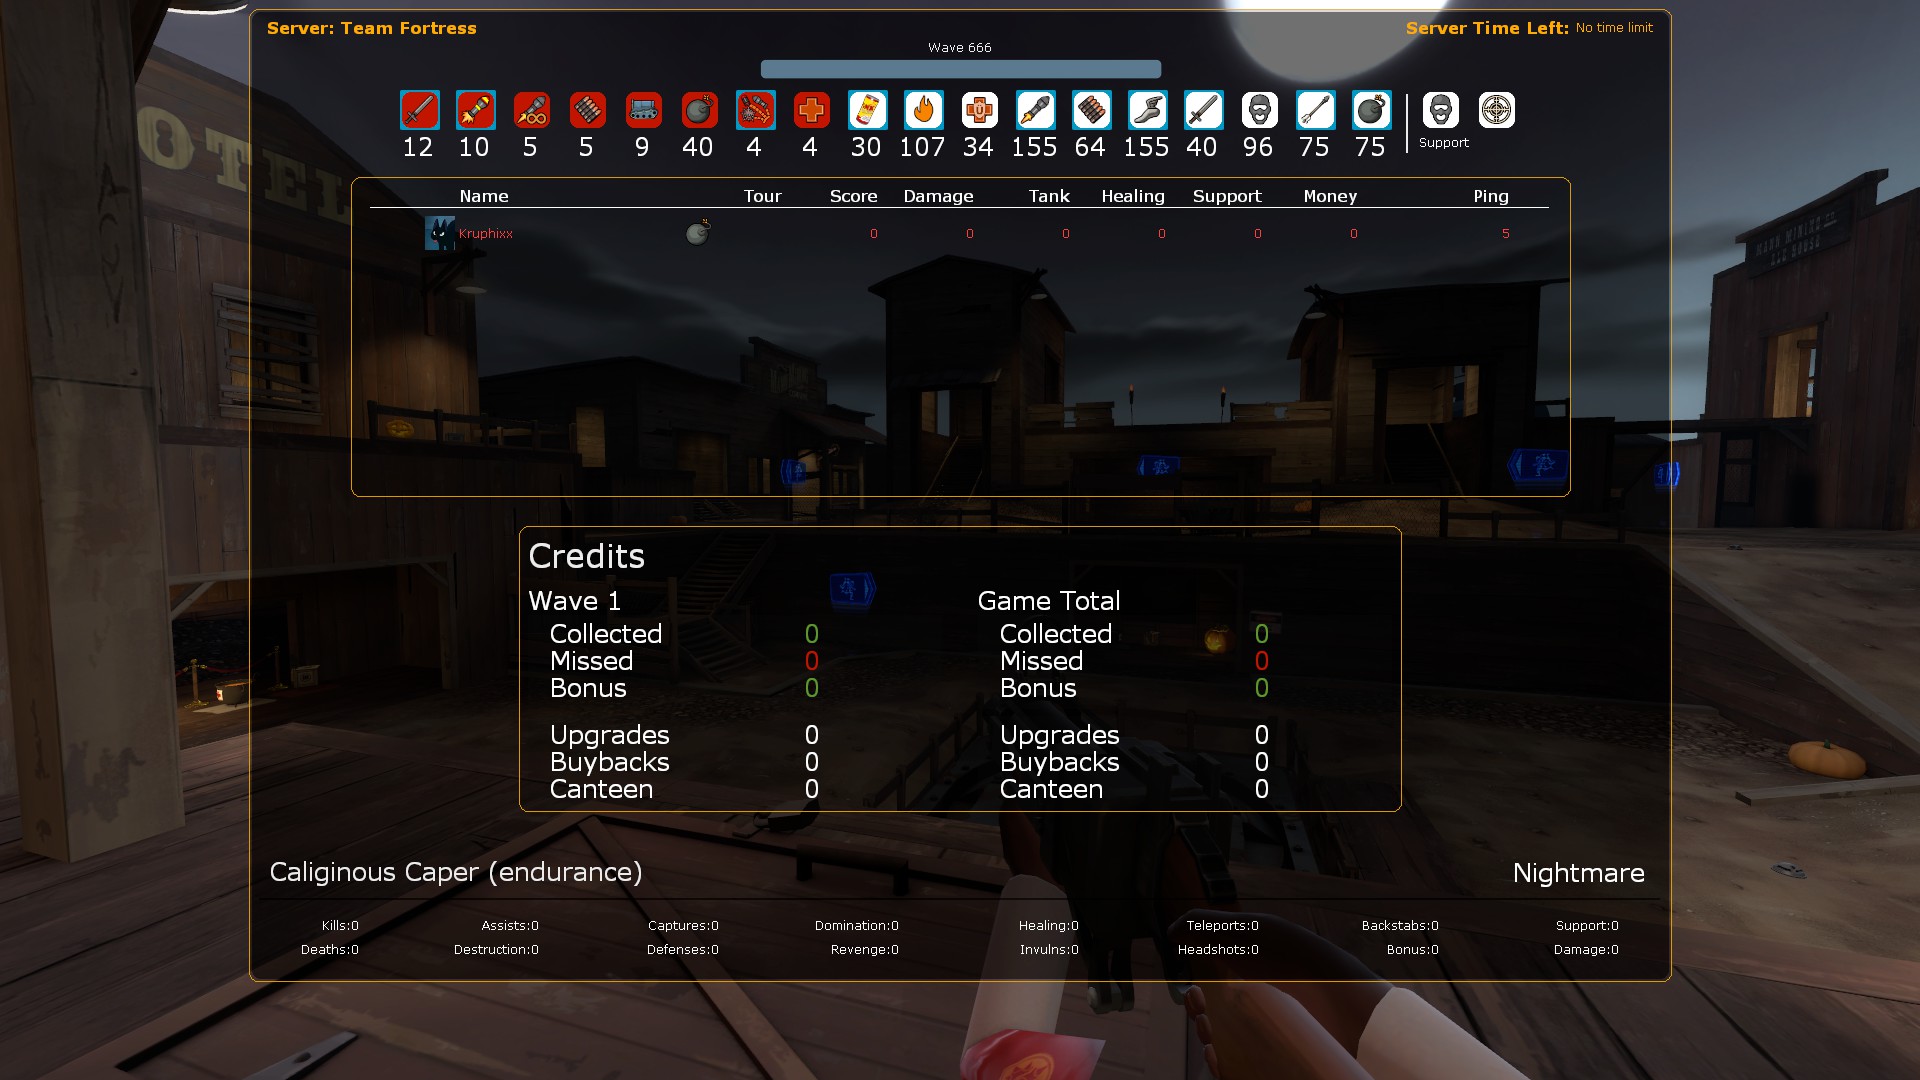 Server: Team Fortress
Server Time Left: No time limit
Wave 666
12 10 5 5 9 40 4 4 30 107 34 155 64 155 40 96 75 75 Support
Name Tour Score Damage Tank Healing Support Money Ping
Kruphixx 0 0 0 0 0 0 5
OTEL
Credits
Wave 1 Game Total
Collected 0 Collected 0
Missed 0 Missed 0
Bonus 0 Bonus 0
Upgrades 0 Upgrades 0
Buybacks 0 Buybacks 0
Canteen 0 Canteen 0
Caliginous Caper (endurance) Nightmare
Kills:0 Assists:0 Captures:0 Domination:0 Healing:0 Teleports:0 Backstabs:0 Support:0
Deaths:0 Destruction:0 Defenses:0 Revenge:0 Invulns:0 Headshots:0 Bonus:0 Damage:0